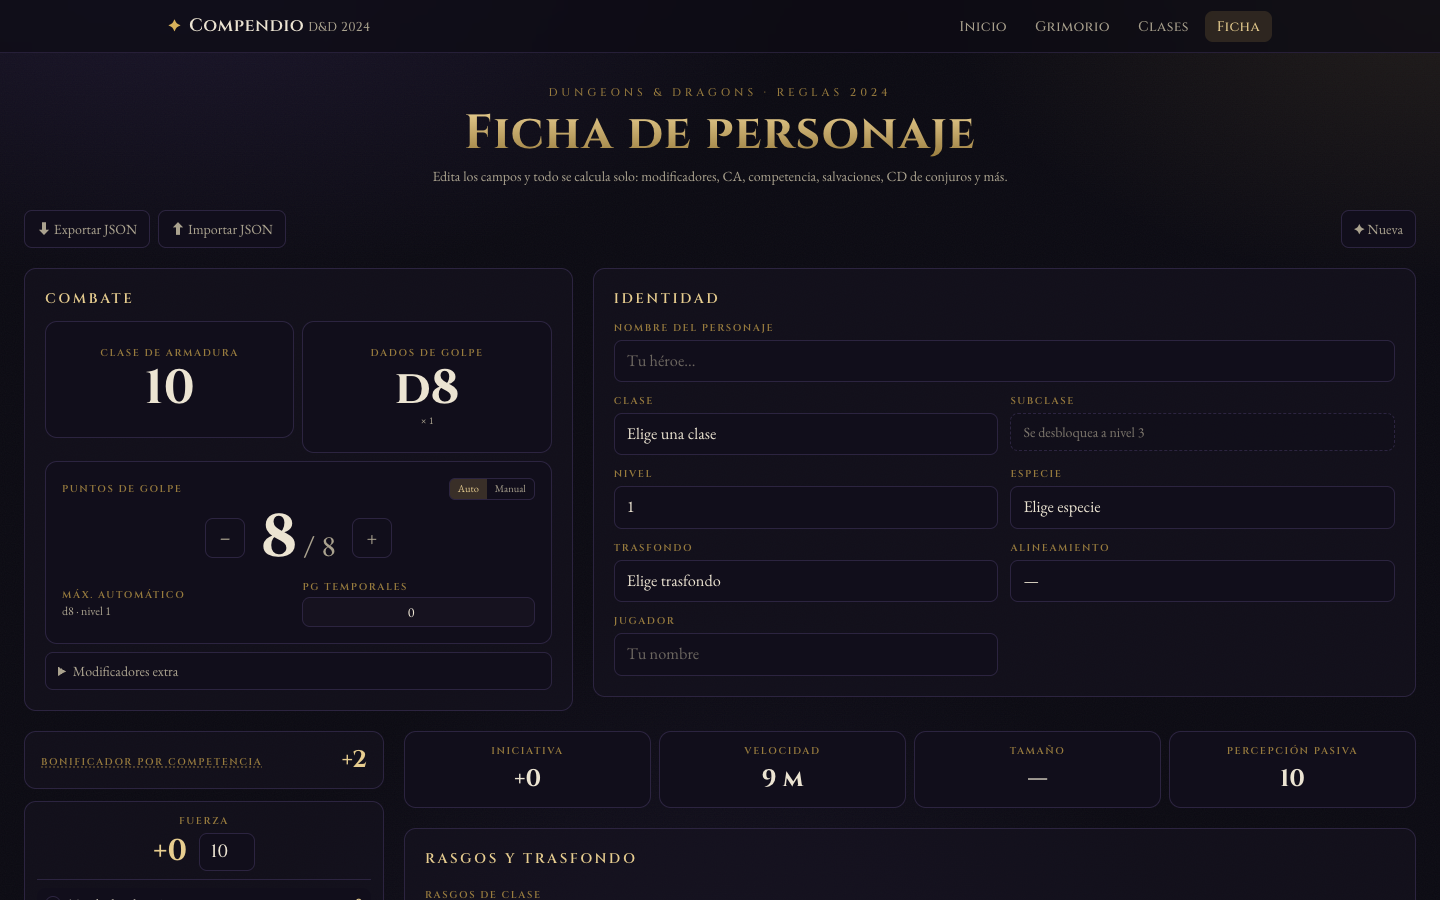 ✦ Compendio D&D 2024
Inicio Grimorio Clases Ficha
DUNGEONS & DRAGONS · REGLAS 2024
Ficha de personaje
Edita los campos y todo se calcula solo: modificadores, CA, competencia, salvaciones, CD de conjuros y más.
⬇ Exportar JSON ⬆ Importar JSON ✦ Nueva
COMBATE
CLASE DE ARMADURA
10
DADOS DE GOLPE
D8
× 1
PUNTOS DE GOLPE
Auto Manual
− 8 / 8 +
MÁX. AUTOMÁTICO
d8 · nivel 1
PG TEMPORALES
0
▶ Modificadores extra
IDENTIDAD
NOMBRE DEL PERSONAJE
Tu héroe...
CLASE
Elige una clase
SUBCLASE
Se desbloquea a nivel 3
NIVEL
1
ESPECIE
Elige especie
TRASFONDO
Elige trasfondo
ALINEAMIENTO
—
JUGADOR
Tu nombre
BONIFICADOR POR COMPETENCIA +2
FUERZA
+0 10
INICIATIVA
+0
VELOCIDAD
9 M
TAMAÑO
—
PERCEPCIÓN PASIVA
10
RASGOS Y TRASFONDO
RASGOS DE CLASE